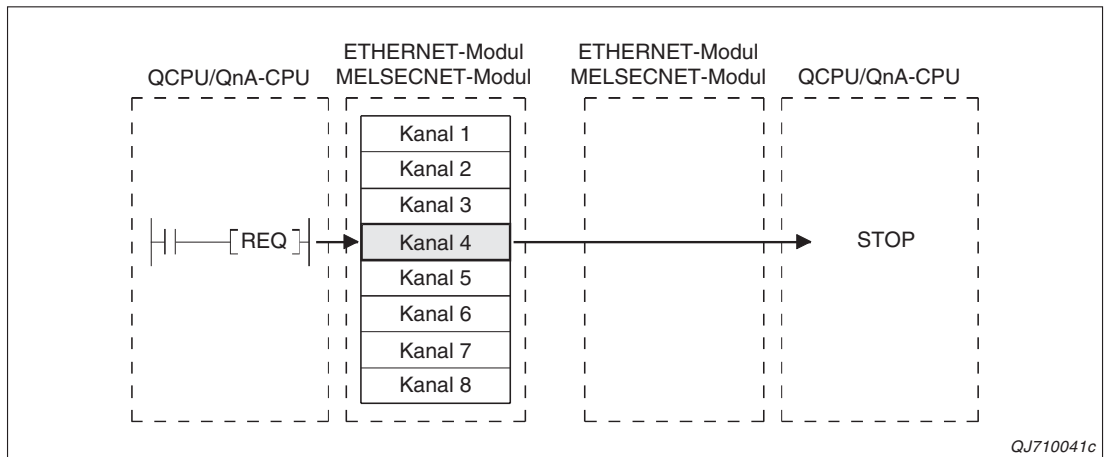 ETHERNET-Modul
MELSECNET-Modul
ETHERNET-Modul
MELSECNET-Modul
QCPU/QnA-CPU
QCPU/QnA-CPU
Kanal 1
Kanal 2
Kanal 3
REQ
Kanal 4
STOP
Kanal 5
Kanal 6
Kanal 7
Kanal 8
QJ710041c